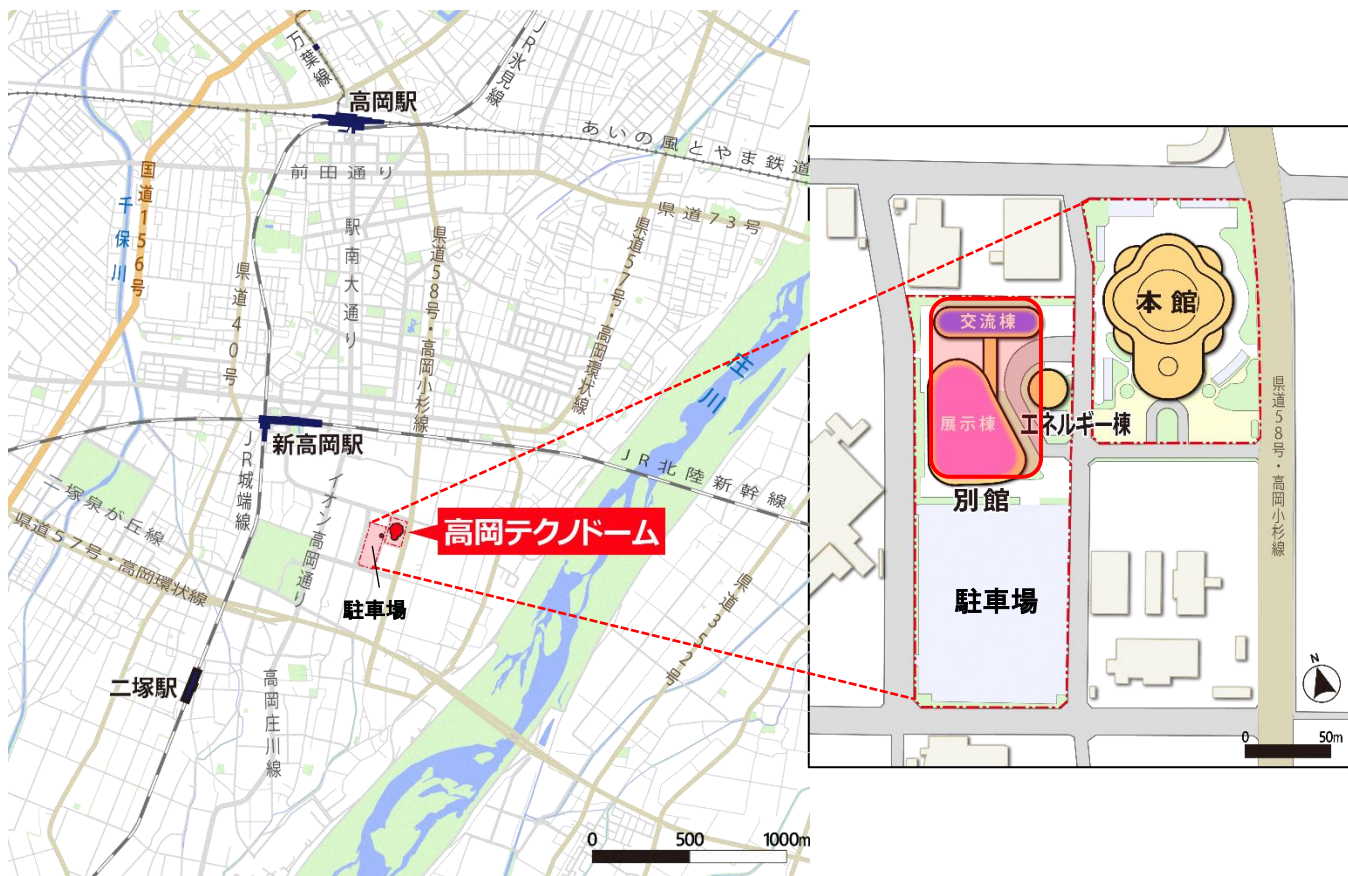 万葉線
JR氷見線
高岡駅
あいの風とやま鉄道
国道156号
千保川
前田通り
県道73号
駅南大通り
県道58号・高岡小杉線
県道57号・高岡環状線
県道40号
庄川
新高岡駅
JR城端線
イオン高岡通り
JR北陸新幹線
二塚泉が丘線
県道57号・高岡環状線
高岡テクノドーム
駐車場
県道352号
二塚駅
高岡庄川線
0 500 1000m
本館
交流棟
展示棟
エネルギー棟
別館
県道58号・高岡小杉線
駐車場
N
0 50m